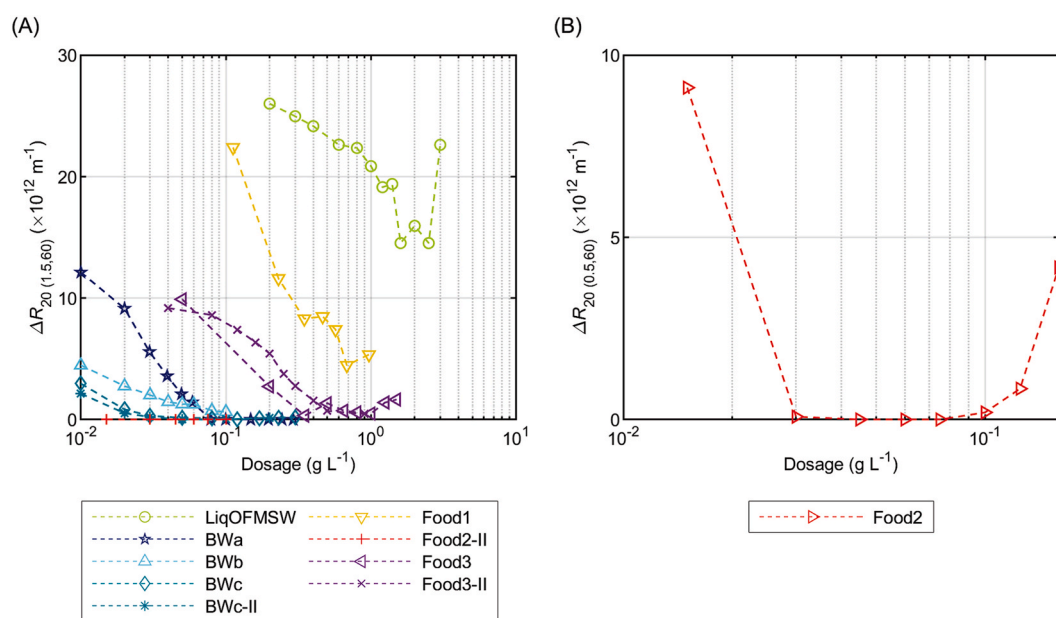 (A)
(B)
30
20
10
0
ΔR20 (1.5,60) (×10^12 m^-1)
10^-2
10^-1
10^0
10^1
Dosage (g L^-1)
10
5
0
ΔR20 (0.5,60) (×10^12 m^-1)
10^-2
10^-1
Dosage (g L^-1)
LiqOFMSW
BWa
BWb
BWc
BWc-II
Food1
Food2-II
Food3
Food3-II
Food2